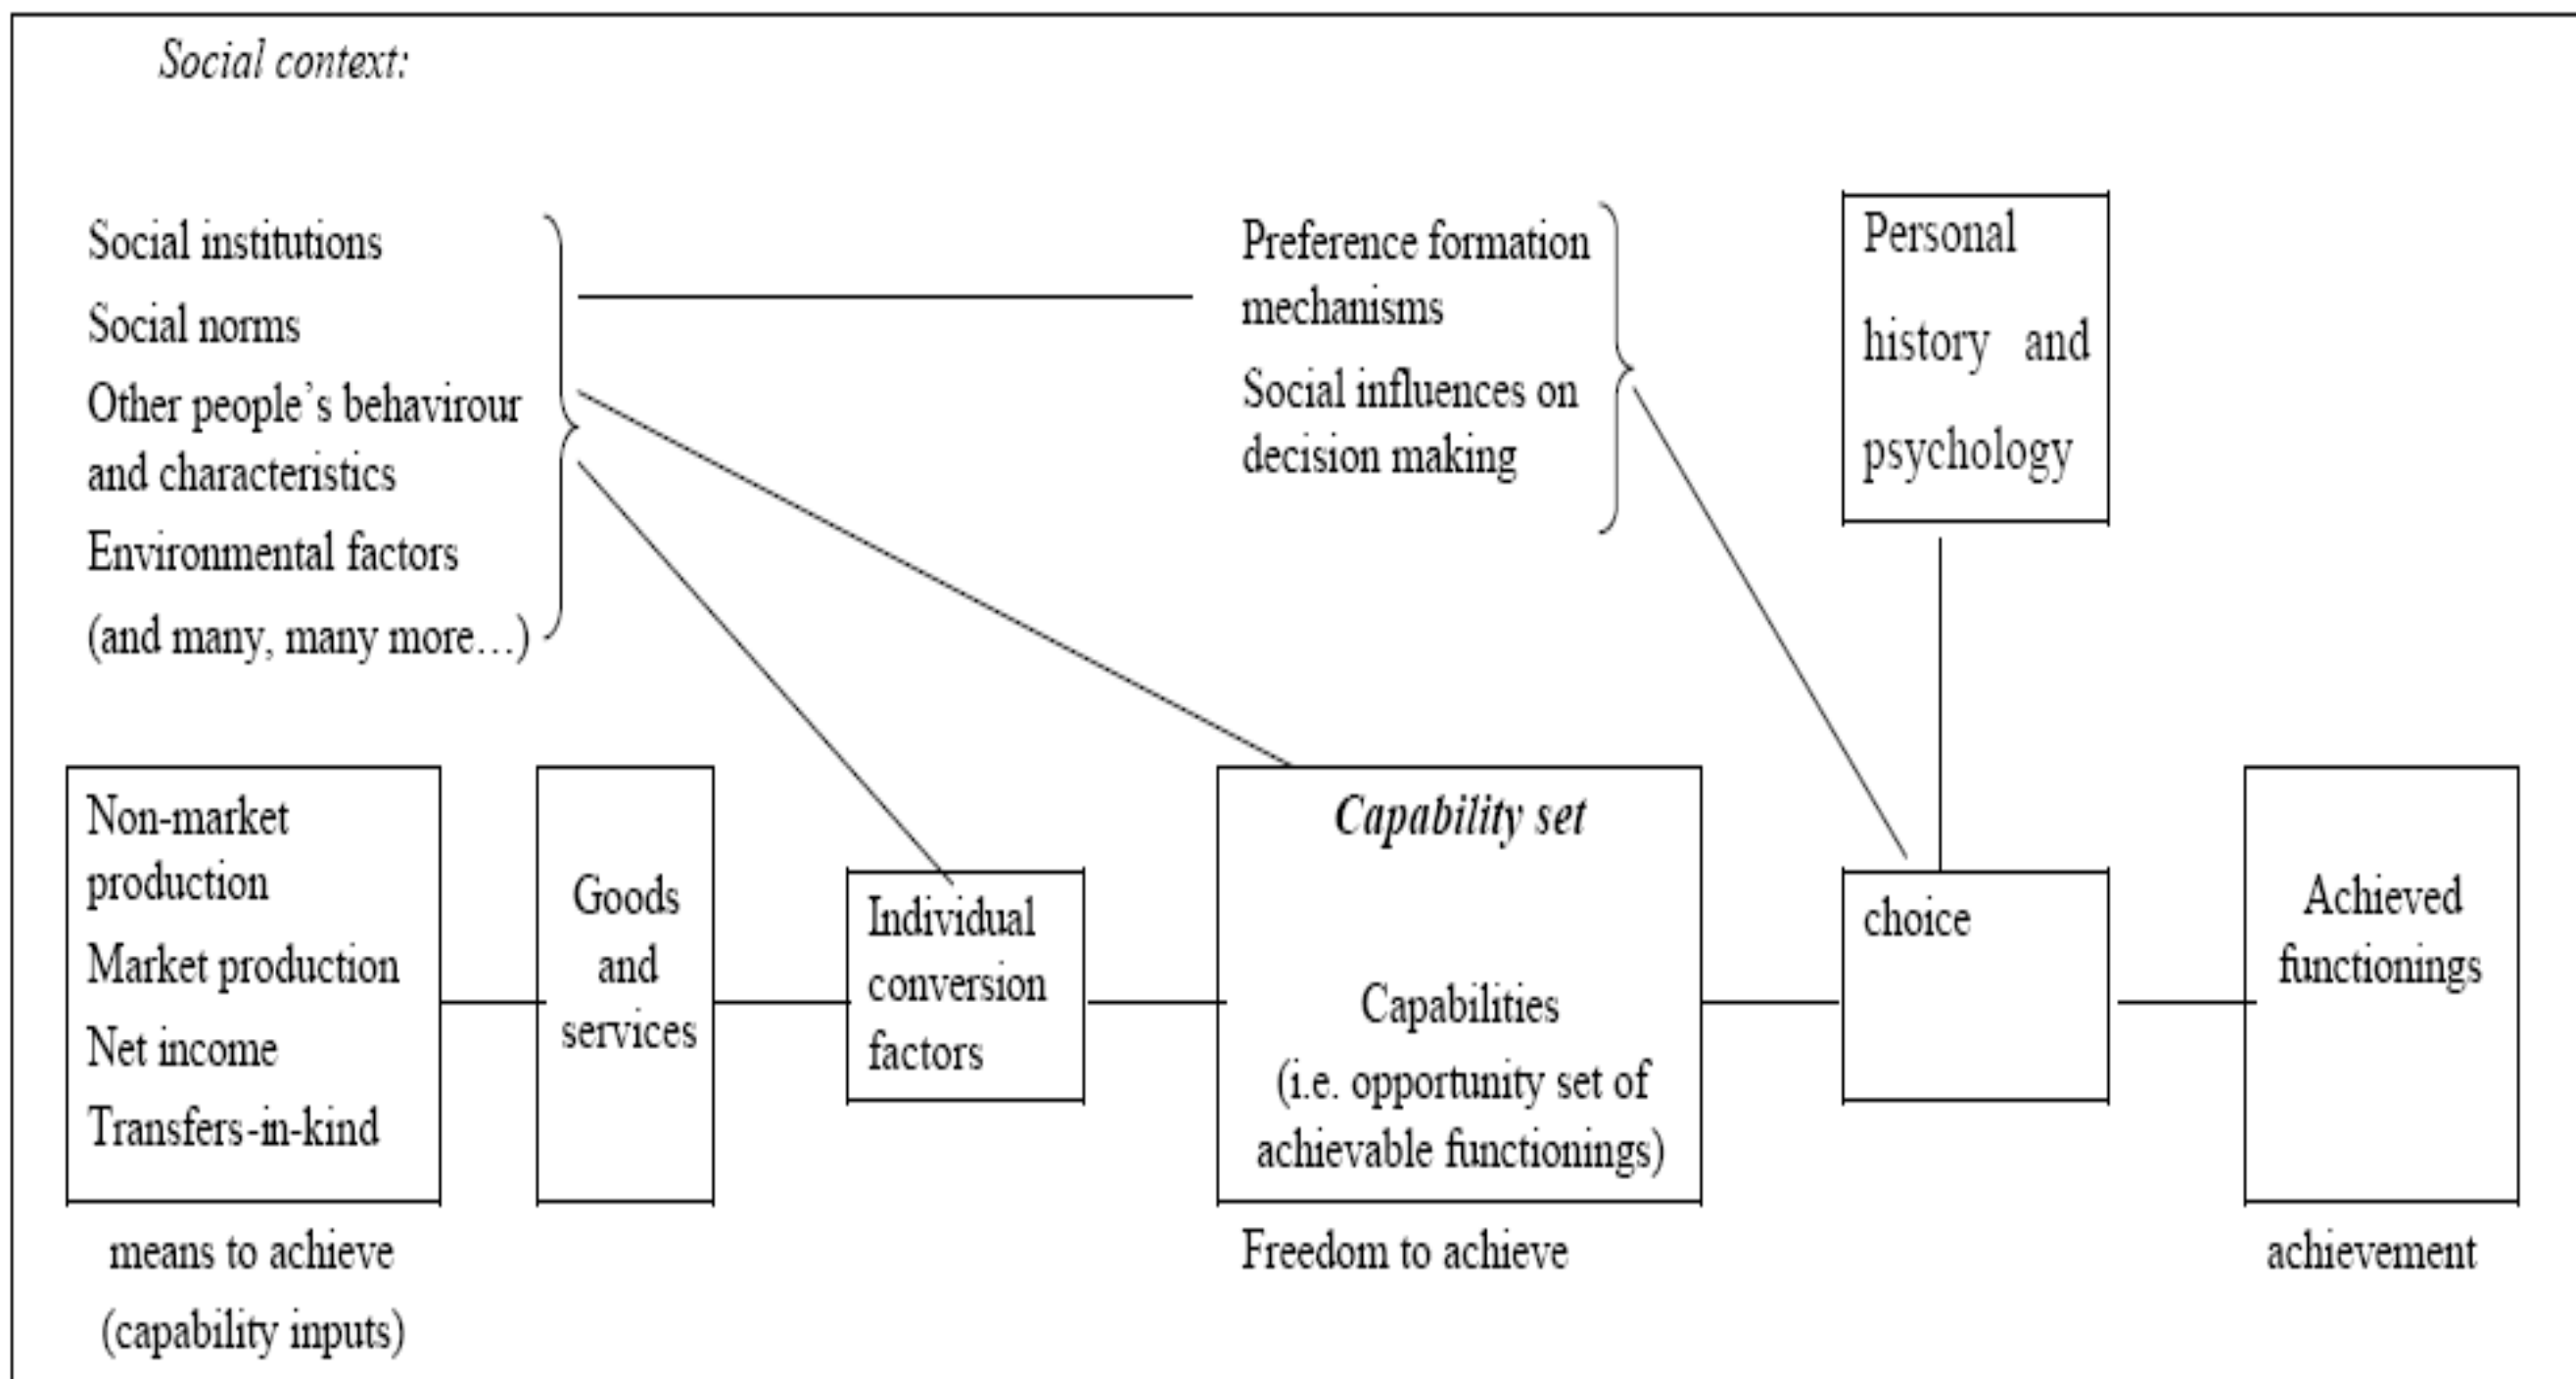 Social context:
Social institutions
Social norms
Other people's behavirour
and characteristics
Environmental factors
(and many, many more…)
Preference formation
mechanisms
Social influences on
decision making
Personal
history and
psychology
Non-market
production
Market production
Net income
Transfers-in-kind
means to achieve
(capability inputs)
Goods
and
services
Individual
conversion
factors
Capability set
Capabilities
(i.e. opportunity set of
achievable functionings)
Freedom to achieve
choice
Achieved
functionings
achievement